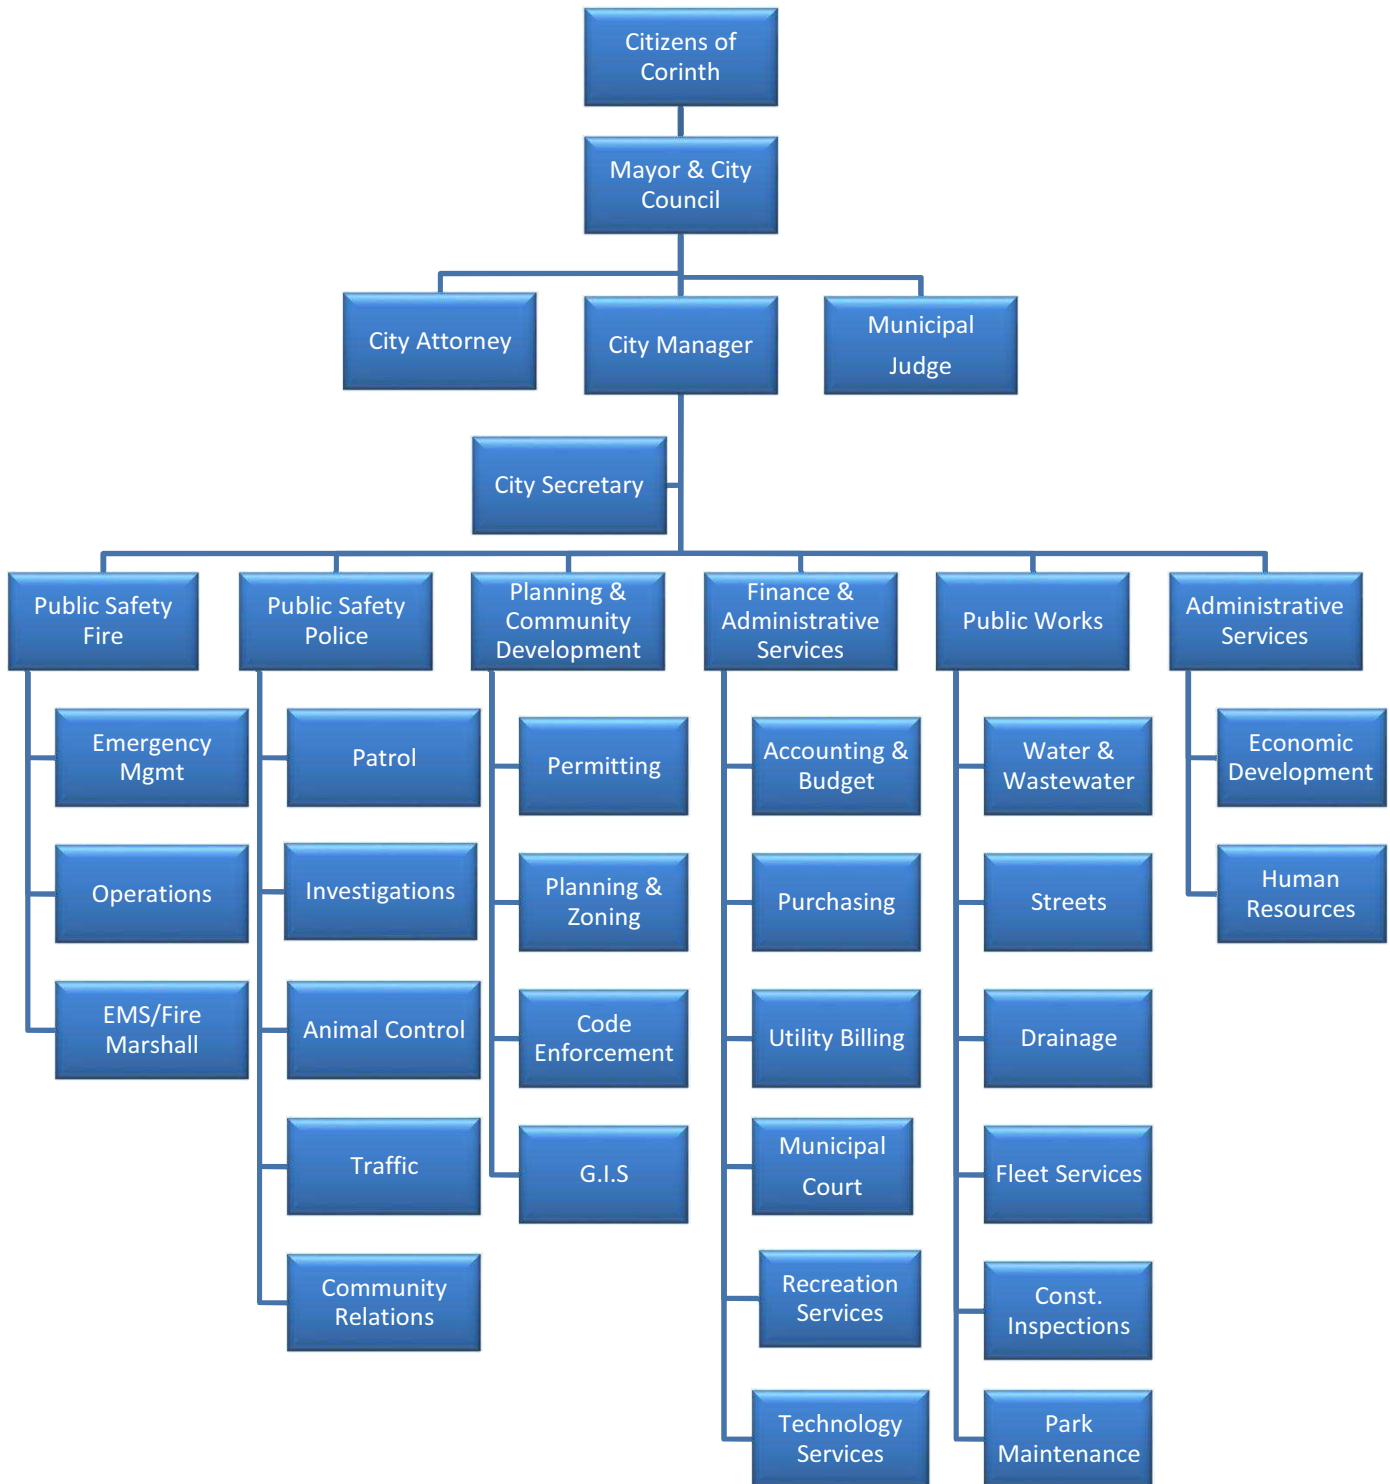 Citizens of
Corinth
Mayor & City
Council
City Attorney
City Manager
Municipal
Judge
City Secretary
Public Safety
Fire
Public Safety
Police
Planning &
Community
Development
Finance &
Administrative
Services
Public Works
Administrative
Services
Emergency
Mgmt
Operations
EMS/Fire
Marshall
Patrol
Investigations
Animal Control
Traffic
Community
Relations
Permitting
Planning &
Zoning
Code
Enforcement
G.I.S
Accounting &
Budget
Purchasing
Utility Billing
Municipal
Court
Recreation
Services
Technology
Services
Water &
Wastewater
Streets
Drainage
Fleet Services
Const.
Inspections
Park
Maintenance
Economic
Development
Human
Resources